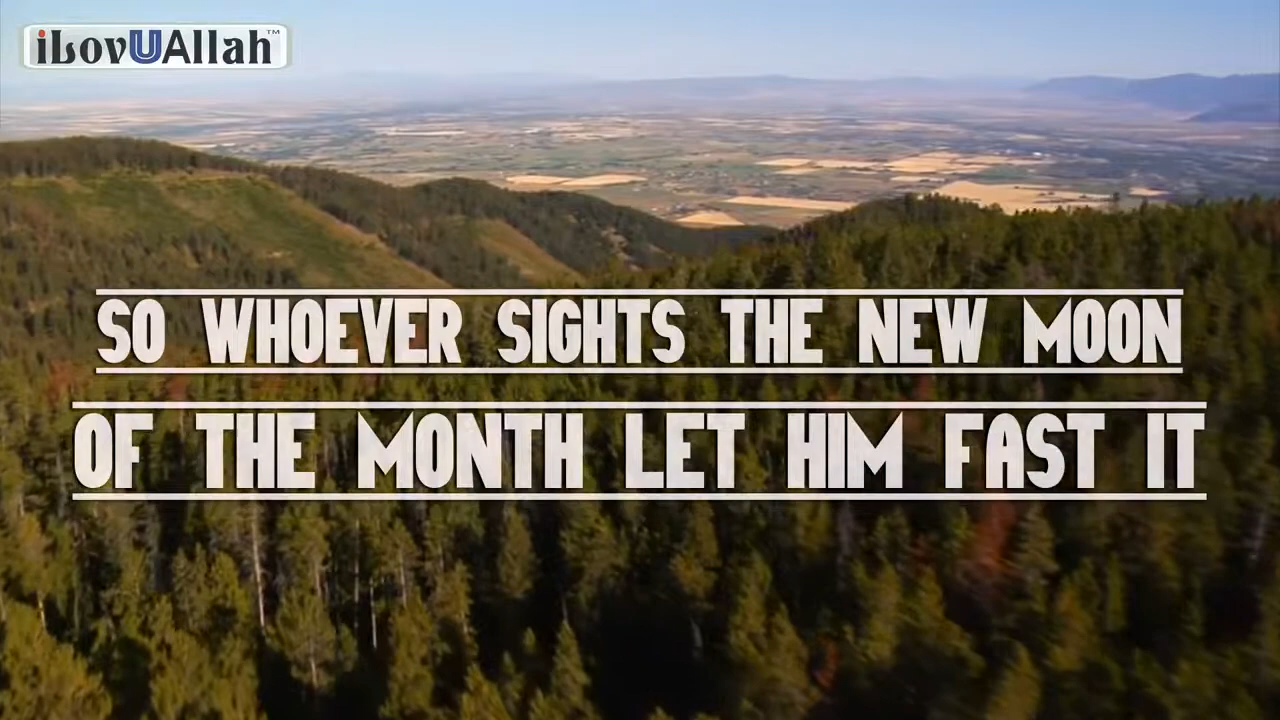 iLovUAllah™
SO WHOEVER SIGHTS THE NEW MOON
OF THE MONTH LET HIM FAST IT